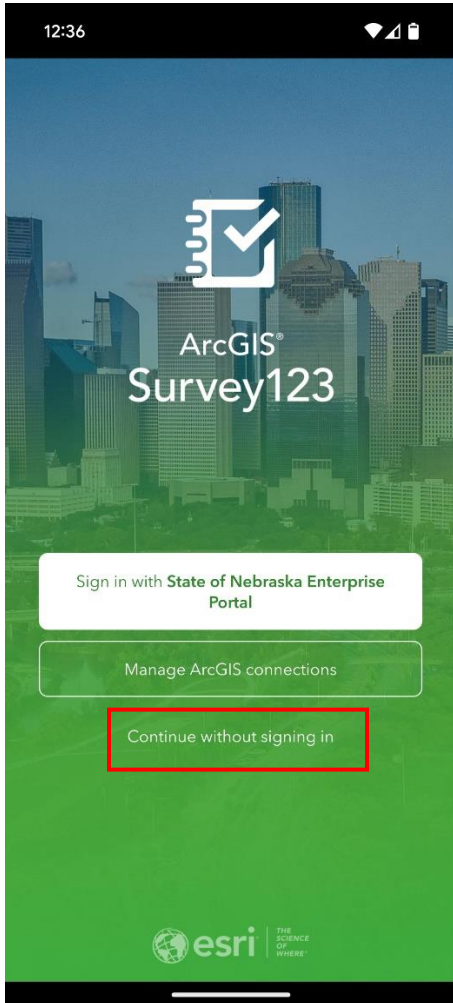 12:36
ArcGIS®
Survey123
Sign in with State of Nebraska Enterprise
Portal
Manage ArcGIS connections
Continue without signing in
esri
THE
SCIENCE
OF
WHERE®